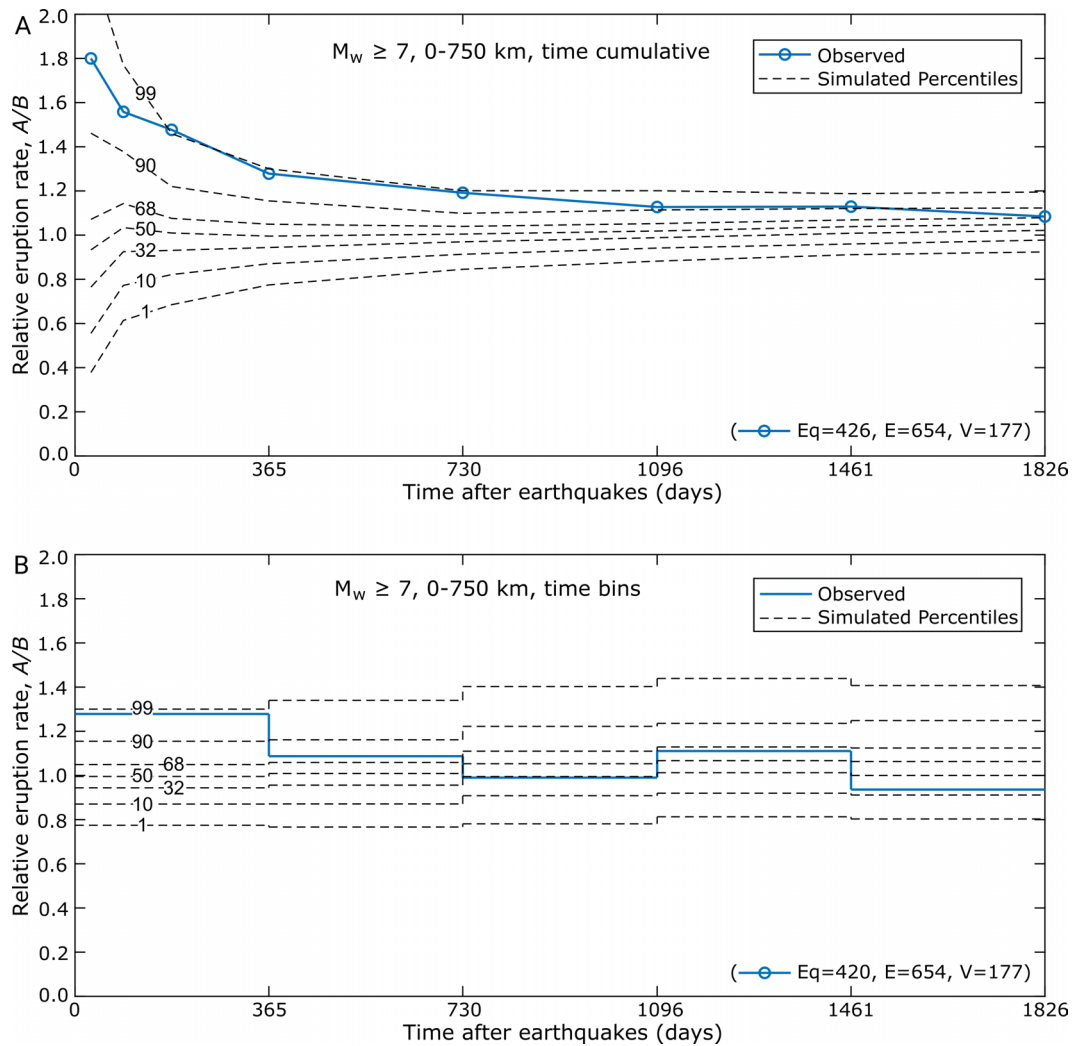 A
M_w ≥ 7, 0-750 km, time cumulative
Observed
Simulated Percentiles
2.0
1.8
1.6
1.4
1.2
1.0
0.8
0.6
0.4
0.2
0.0
Relative eruption rate, A/B
99
90
68
50
32
10
1
(Eq=426, E=654, V=177)
0 365 730 1096 1461 1826
Time after earthquakes (days)
B
M_w ≥ 7, 0-750 km, time bins
Observed
Simulated Percentiles
2.0
1.8
1.6
1.4
1.2
1.0
0.8
0.6
0.4
0.2
0.0
Relative eruption rate, A/B
99
90
68
50
32
10
1
(Eq=420, E=654, V=177)
0 365 730 1096 1461 1826
Time after earthquakes (days)